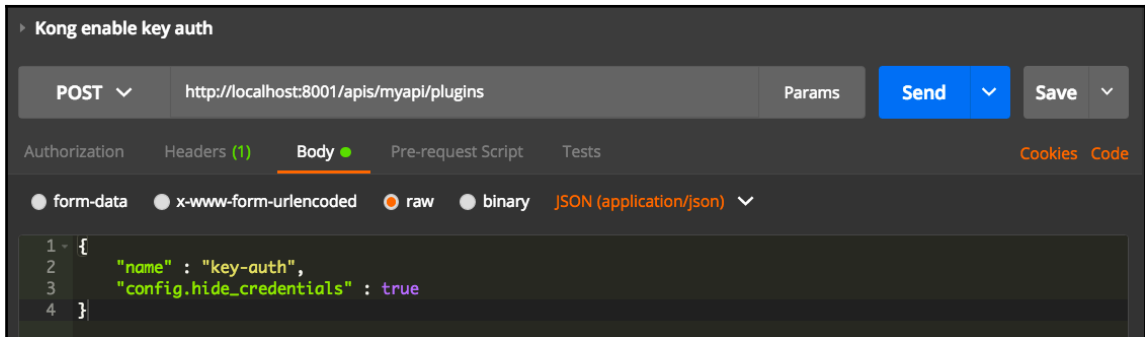 Kong enable key auth
POST http://localhost:8001/apis/myapi/plugins Params Send Save
Authorization Headers (1) Body Pre-request Script Tests Cookies Code
form-data x-www-form-urlencoded raw binary JSON (application/json)
1 {
2 "name" : "key-auth",
3 "config.hide_credentials" : true
4 }